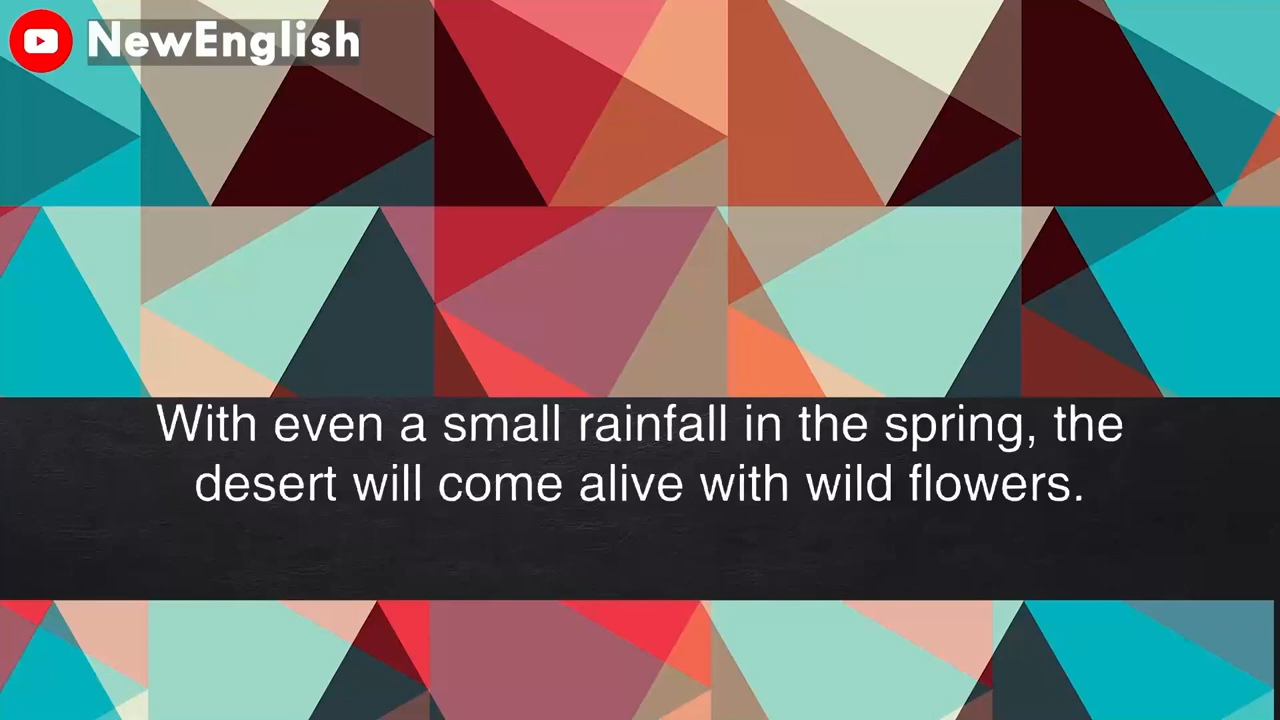 NewEnglish
With even a small rainfall in the spring, the
desert will come alive with wild flowers.